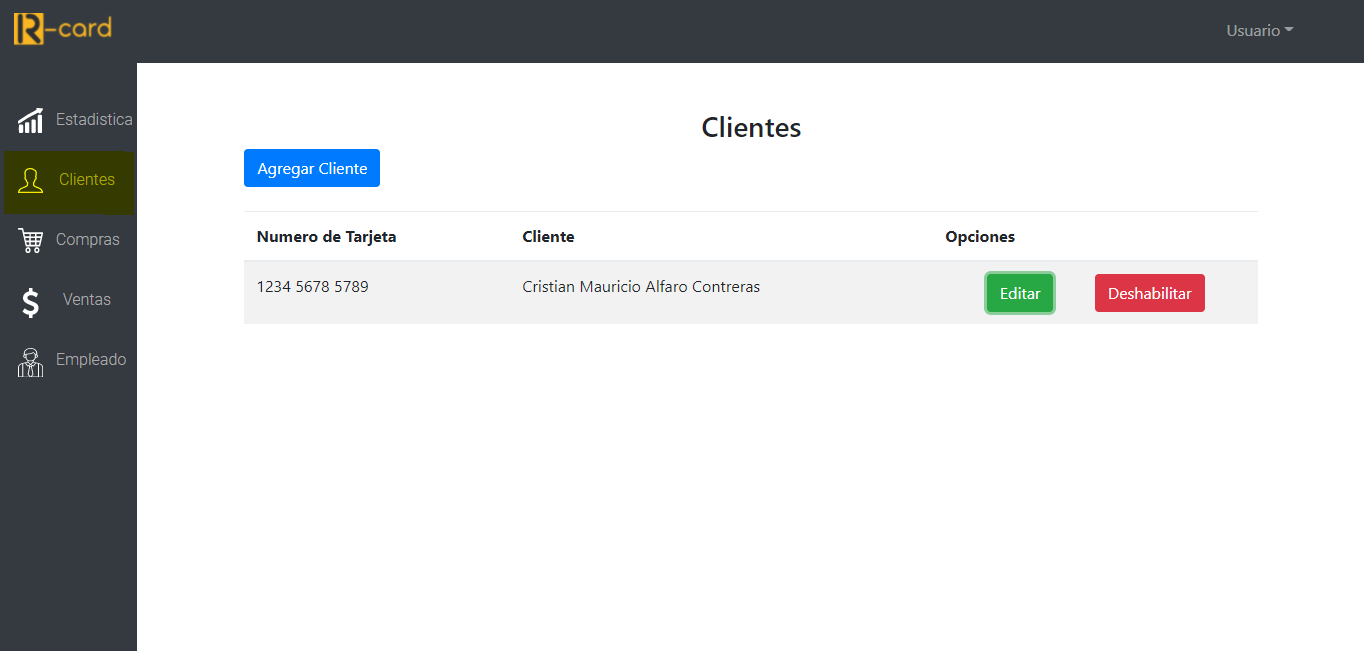 R-card
Usuario
Estadistica
Clientes
Compras
Ventas
Empleado
Clientes
Agregar Cliente
Numero de Tarjeta Cliente Opciones
1234 5678 5789 Cristian Mauricio Alfaro Contreras Editar Deshabilitar